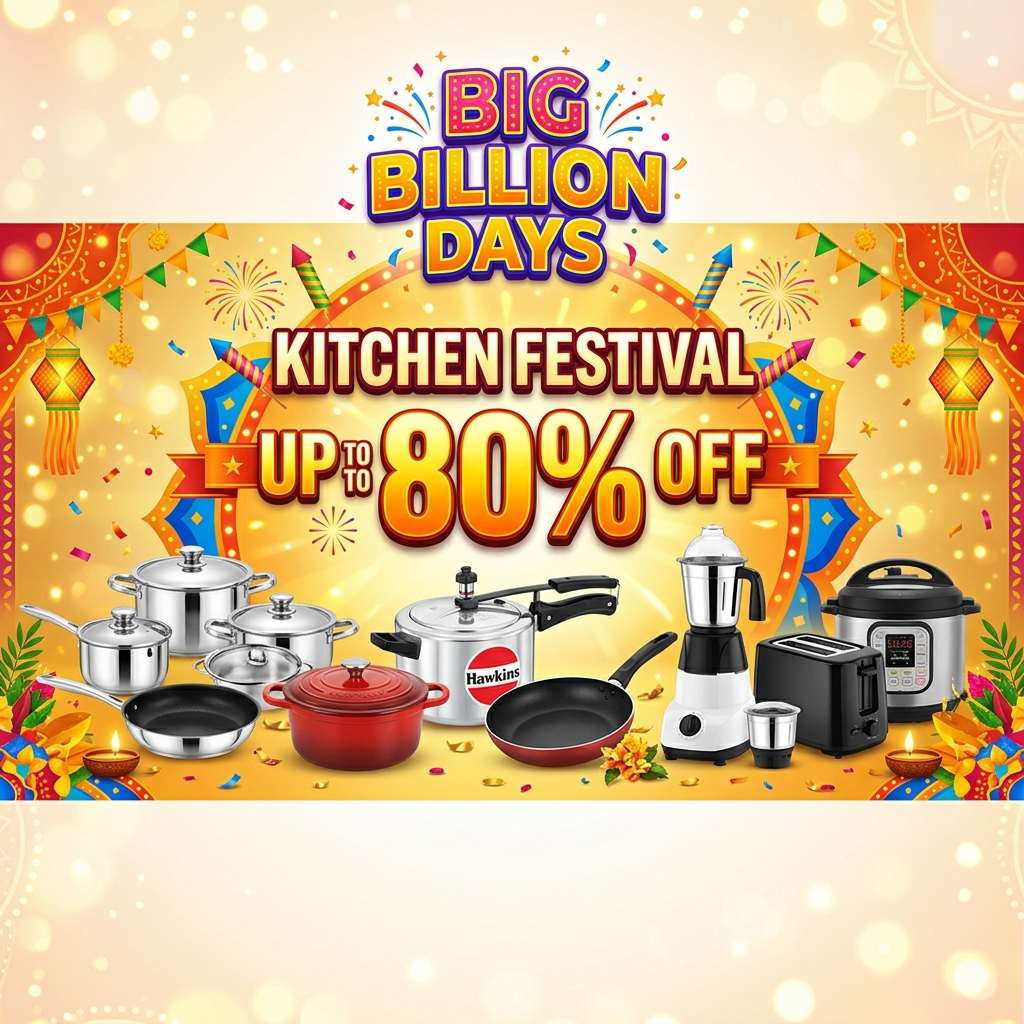 BIG
BILLION
DAYS
KITCHEN FESTIVAL
UP TO TO 80% OFF
Hawkins